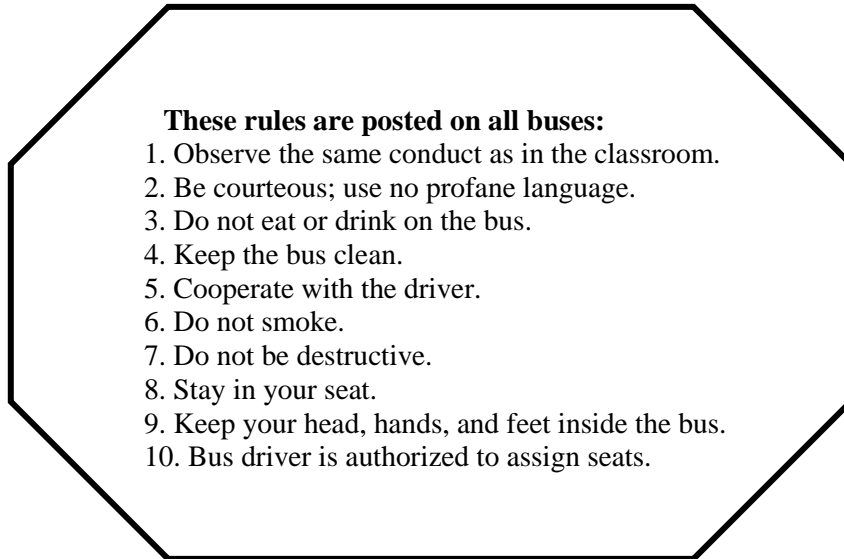 These rules are posted on all buses:
1. Observe the same conduct as in the classroom.
2. Be courteous; use no profane language.
3. Do not eat or drink on the bus.
4. Keep the bus clean.
5. Cooperate with the driver.
6. Do not smoke.
7. Do not be destructive.
8. Stay in your seat.
9. Keep your head, hands, and feet inside the bus.
10. Bus driver is authorized to assign seats.